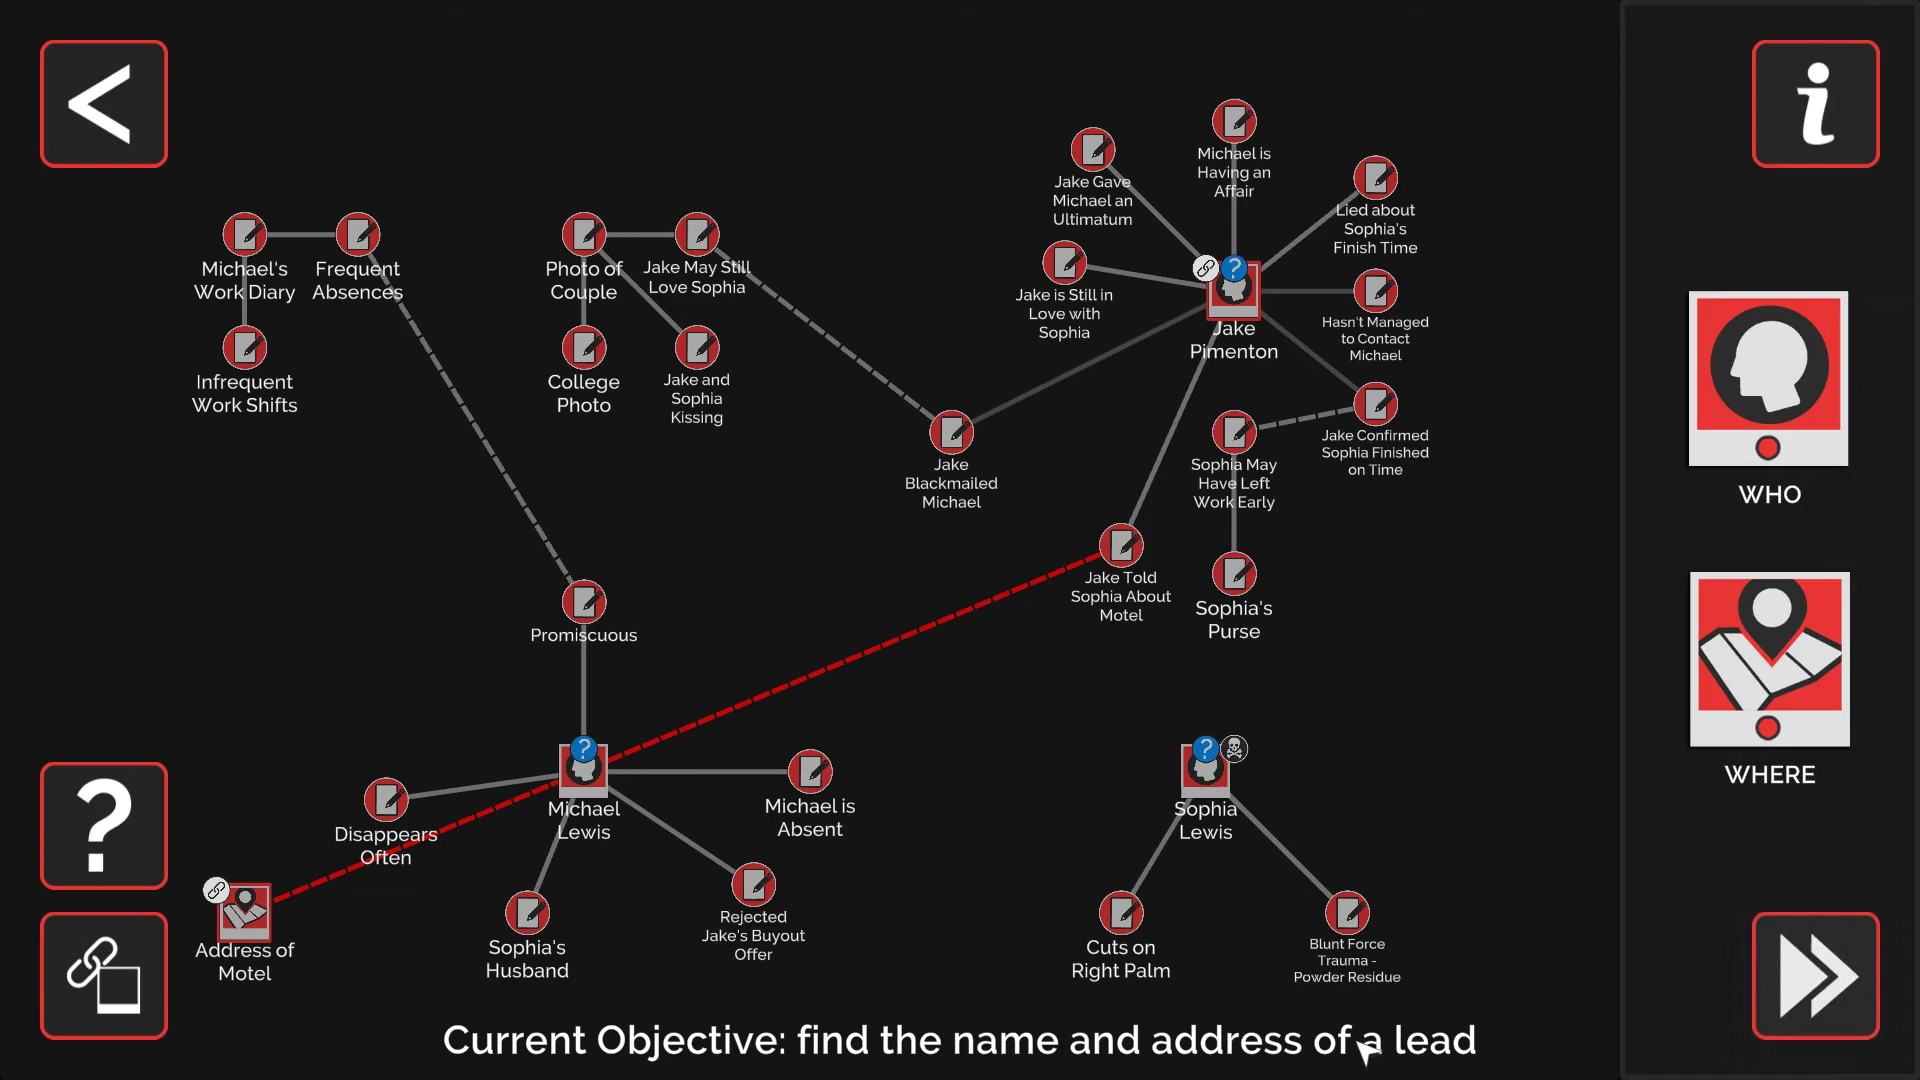 Michael is
Having an
Affair
Jake Gave
Michael an
Ultimatum
Lied about
Sophia's
Finish Time
Michael's
Work Diary
Frequent
Absences
Photo of
Couple
Jake May Still
Love Sophia
Jake is Still in
Love with
Sophia
Jake
Pimenton
Hasn't Managed
to Contact
Michael
Infrequent
Work Shifts
College
Photo
Jake and
Sophia
Kissing
Jake
Blackmailed
Michael
Sophia May
Have Left
Work Early
Jake Confirmed
Sophia Finished
on Time
WHO
Jake Told
Sophia About
Motel
Sophia's
Purse
Promiscuous
WHERE
Disappears
Often
Michael
Lewis
Michael is
Absent
Sophia
Lewis
Address of
Motel
Sophia's
Husband
Rejected
Jake's Buyout
Offer
Cuts on
Right Palm
Blunt Force
Trauma -
Powder Residue
Current Objective: find the name and address of a lead